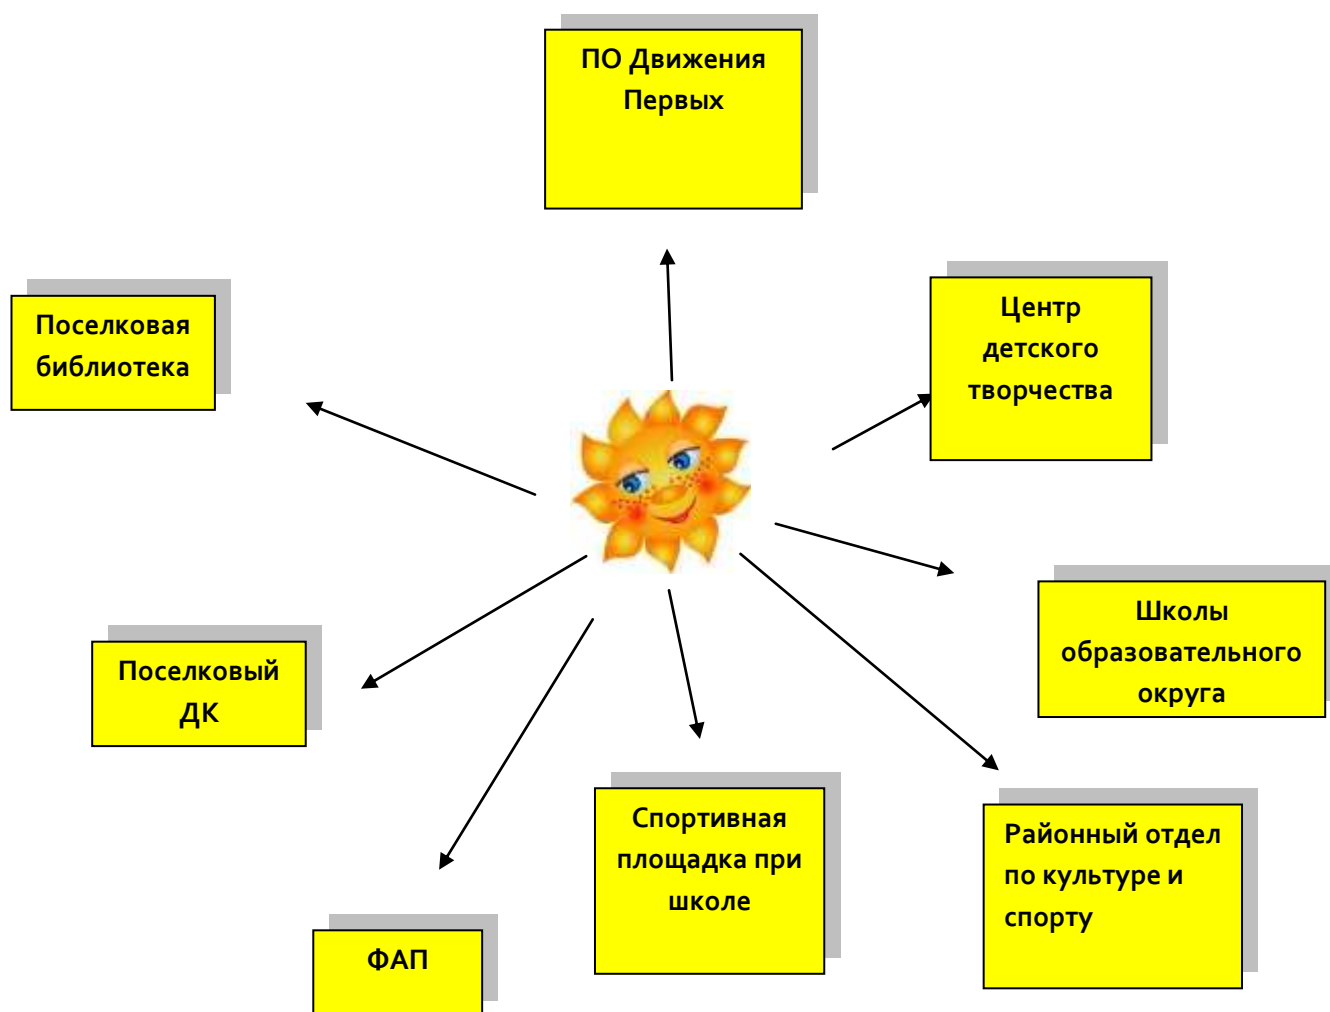 ПО Движения
Первых
Центр
детского
творчества
Поселковая
библиотека
Школы
образовательного
округа
Поселковый
ДК
Спортивная
площадка при
школе
Районный отдел
по культуре и
спорту
ФАП